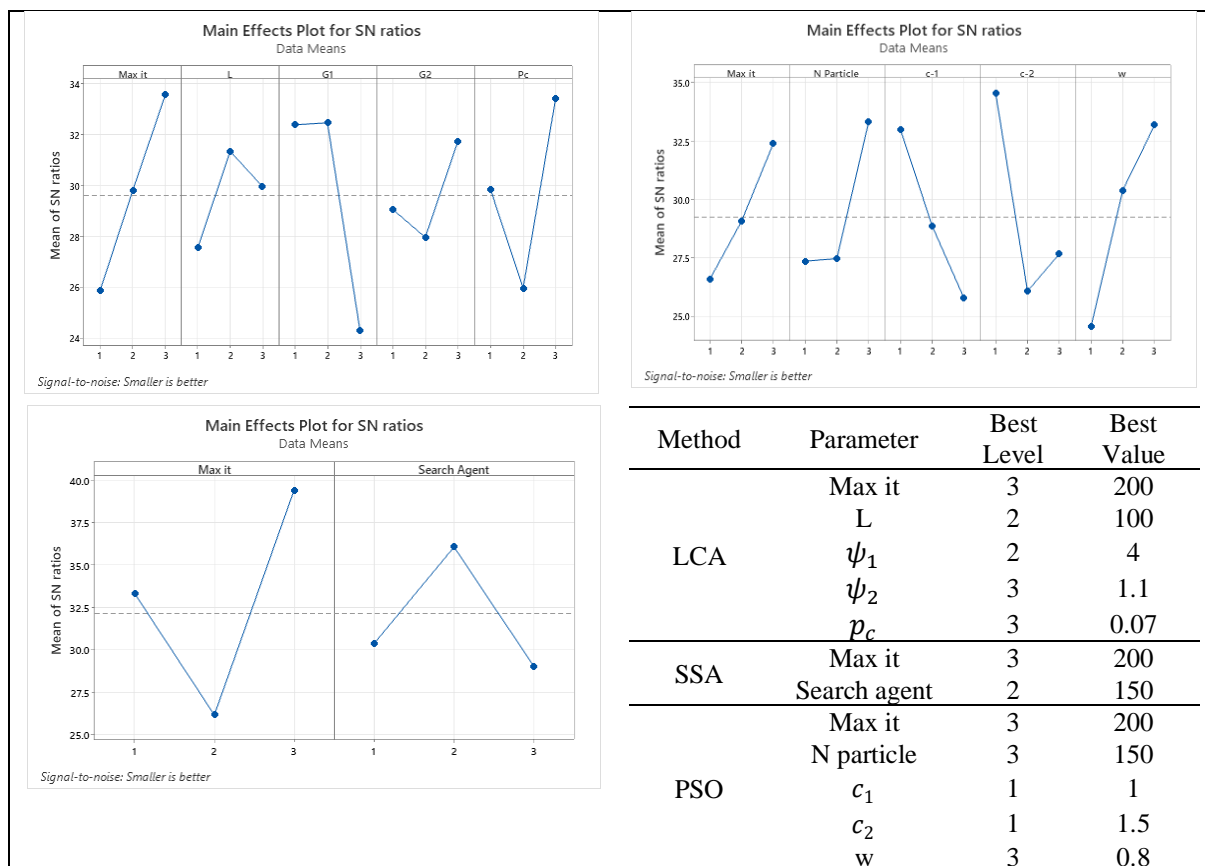 Main Effects Plot for SN ratios
Data Means
Max it L G1 G2 Pc
Mean of SN ratios
34
32
30
28
26
24
1 2 3 1 2 3 1 2 3 1 2 3 1 2 3
Signal-to-noise: Smaller is better
Main Effects Plot for SN ratios
Data Means
Max it N Particle c-1 c-2 w
Mean of SN ratios
35.0
32.5
30.0
27.5
25.0
1 2 3 1 2 3 1 2 3 1 2 3 1 2 3
Signal-to-noise: Smaller is better
Main Effects Plot for SN ratios
Data Means
Max it Search Agent
Mean of SN ratios
40.0
37.5
35.0
32.5
30.0
27.5
25.0
1 2 3 1 2 3
Signal-to-noise: Smaller is better
Method Parameter Best Level Best Value
LCA
Max it 3 200
L 2 100
ψ₁ 2 4
ψ₂ 3 1.1
p_c 3 0.07
SSA
Max it 3 200
Search agent 2 150
PSO
Max it 3 200
N particle 3 150
c₁ 1 1
c₂ 1 1.5
w 3 0.8